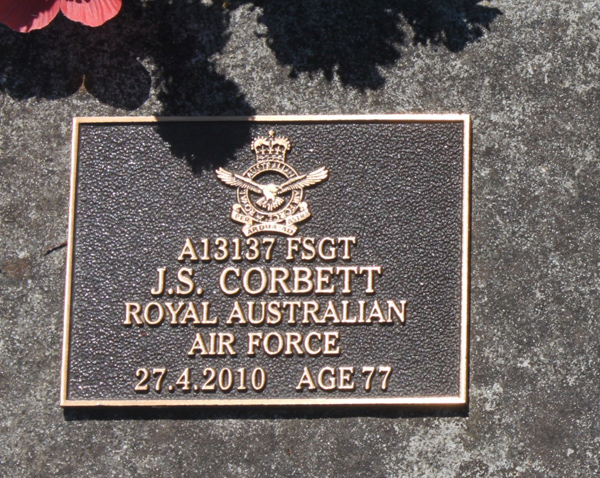 A13137 FSGT
J.S. CORBETT
ROYAL AUSTRALIAN
AIR FORCE
27.4.2010 AGE 77